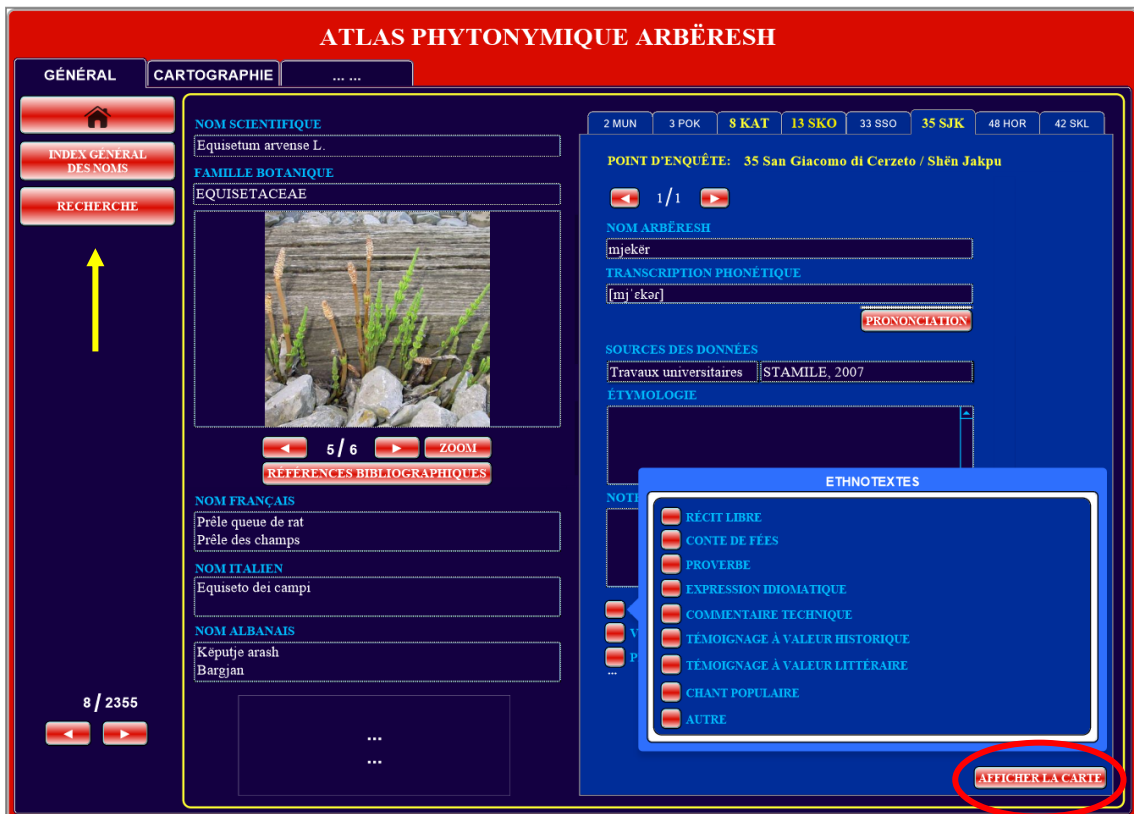 ATLAS PHYTONYMIQUE ARBËRESH
GÉNÉRAL
CARTOGRAPHIE
... ...
INDEX GÉNÉRAL
DES NOMS
RECHERCHE
8 / 2355
NOM SCIENTIFIQUE
Equisetum arvense L.
FAMILLE BOTANIQUE
EQUISETACEAE
5 / 6
ZOOM
RÉFÉRENCES BIBLIOGRAPHIQUES
NOM FRANÇAIS
Prêle queue de rat
Prêle des champs
NOM ITALIEN
Equiseto dei campi
NOM ALBANAIS
Këputje arash
Bargjan
...
...
2 MUN
3 POK
8 KAT
13 SKO
33 SSO
35 SJK
48 HOR
42 SKL
POINT D'ENQUÊTE: 35 San Giacomo di Cerzeto / Shën Jakpu
1/1
NOM ARBËRESH
mjekër
TRANSCRIPTION PHONÉTIQUE
[mjˈɛkəɾ]
PRONONCIATION
SOURCES DES DONNÉES
Travaux universitaires
STAMILE, 2007
ÉTYMOLOGIE
NOTE
V
P
...
ETHNOTEXTES
RÉCIT LIBRE
CONTE DE FÉES
PROVERBE
EXPRESSION IDIOMATIQUE
COMMENTAIRE TECHNIQUE
TÉMOIGNAGE À VALEUR HISTORIQUE
TÉMOIGNAGE À VALEUR LITTÉRAIRE
CHANT POPULAIRE
AUTRE
AFFICHER LA CARTE